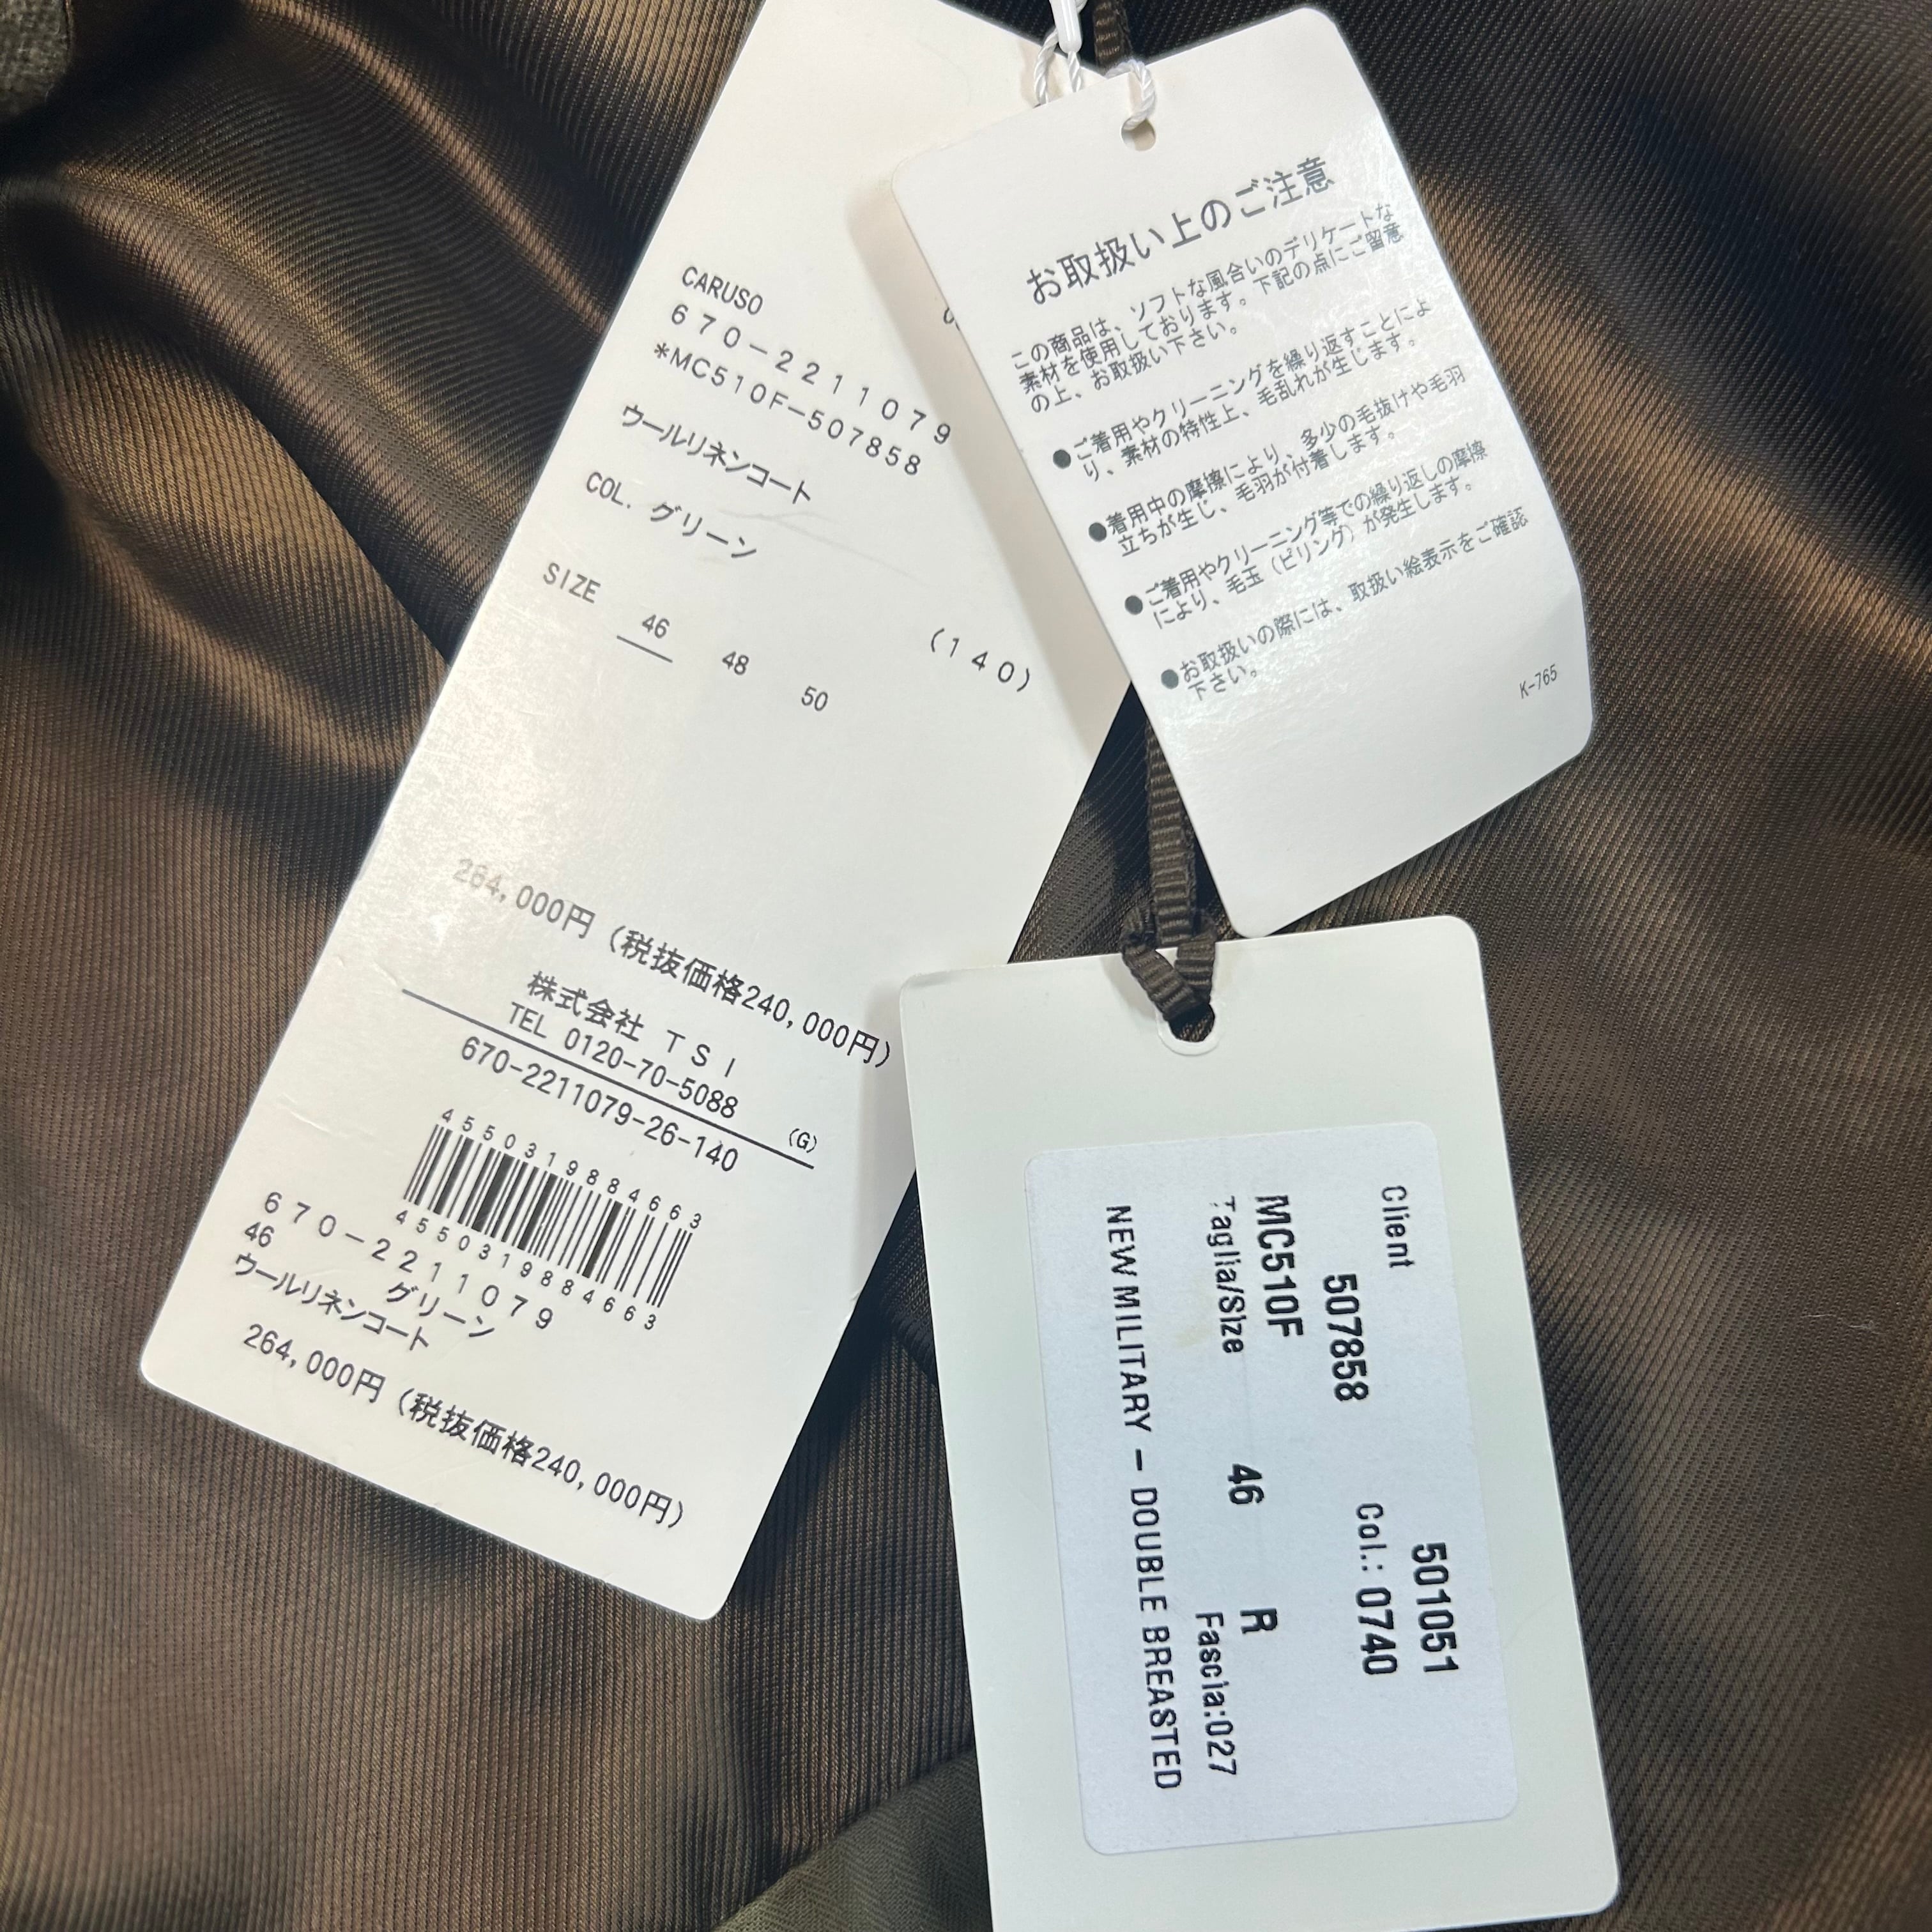 CARUSO
670-2211079
*MC510F-507858
ウールリネンコート
COL. グリーン
SIZE
46 48 50 (140)
264,000円 (税抜価格240,000円)
株式会社 TSI
TEL 0120-70-5088
(G)
670-2211079-26-140
4550319884663
4550319884663
670-2211079
46 グリーン
ウールリネンコート
264,000円 (税抜価格240,000円)
お取扱い上のご注意
この商品は、ソフトな風合いのデリケートな
素材を使用しております。下記の点にご留意
の上、お取扱い下さい。
●ご着用やクリーニングを繰り返すことによ
り、素材の特性上、毛乱れが生じます。
●着用中の摩擦により、多少の毛抜けや毛羽
立ちが生じ、毛羽が付着します。
●ご着用やクリーニング等での繰り返しの摩擦
により、毛玉（ピリング）が発生します。
●お取扱いの際には、取扱い絵表示をご確認
下さい。
K-765
Client 501051
507858 Col.: 0740
MC510F
Taglia/Size 46 R
Fascia:027
NEW MILITARY - DOUBLE BREASTED